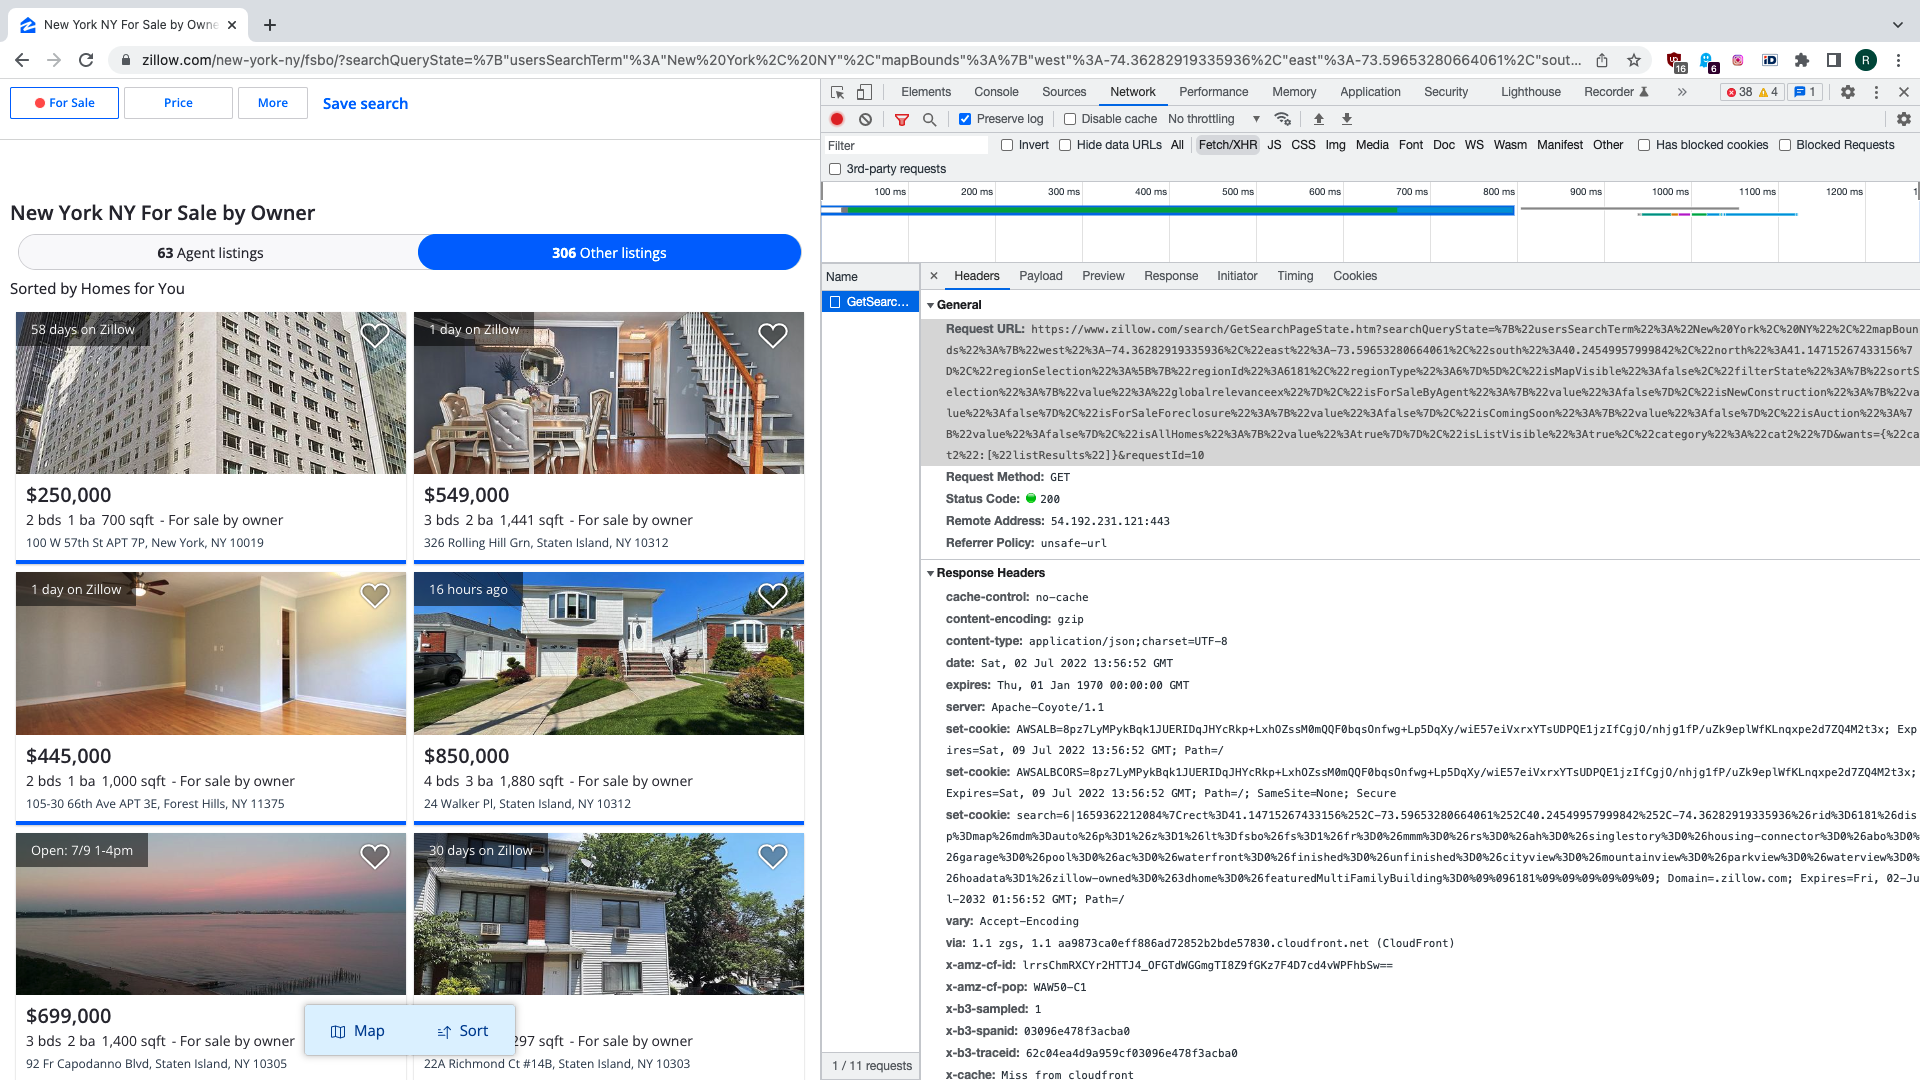 New York NY For Sale by Owne
zillow.com/new-york-ny/fsbo/?searchQueryState=%7B"usersSearchTerm"%3A"New%20York%2C%20NY"%2C"mapBounds"%3A%7B"west"%3A-74.36282919335936%2C"east"%3A-73.59653280664061%2C"sout...
16
6
iD
R
For Sale
Price
More
Save search
New York NY For Sale by Owner
63 Agent listings
306 Other listings
Sorted by Homes for You
58 days on Zillow
$250,000
2 bds 1 ba 700 sqft - For sale by owner
100 W 57th St APT 7P, New York, NY 10019
1 day on Zillow
$549,000
3 bds 2 ba 1,441 sqft - For sale by owner
326 Rolling Hill Grn, Staten Island, NY 10312
1 day on Zillow
$445,000
2 bds 1 ba 1,000 sqft - For sale by owner
105-30 66th Ave APT 3E, Forest Hills, NY 11375
16 hours ago
$850,000
4 bds 3 ba 1,880 sqft - For sale by owner
24 Walker Pl, Staten Island, NY 10312
Open: 7/9 1-4pm
$699,000
3 bds 2 ba 1,400 sqft - For sale by owner
92 Fr Capodanno Blvd, Staten Island, NY 10305
30 days on Zillow
297 sqft - For sale by owner
22A Richmond Ct #14B, Staten Island, NY 10303
Map
Sort
Elements Console Sources Network Performance Memory Application Security Lighthouse Recorder
38 4 1
Preserve log Disable cache No throttling
Filter Invert Hide data URLs All Fetch/XHR JS CSS Img Media Font Doc WS Wasm Manifest Other Has blocked cookies Blocked Requests
3rd-party requests
100 ms 200 ms 300 ms 400 ms 500 ms 600 ms 700 ms 800 ms 900 ms 1000 ms 1100 ms 1200 ms 1
Name
GetSearc...
1 / 11 requests
Headers Payload Preview Response Initiator Timing Cookies
General
Request URL: https://www.zillow.com/search/GetSearchPageState.htm?searchQueryState=%7B%22usersSearchTerm%22%3A%22New%20York%2C%20NY%22%2C%22mapBoun
ds%22%3A%7B%22west%22%3A-74.36282919335936%2C%22east%22%3A-73.59653280664061%2C%22south%22%3A40.24549957999842%2C%22north%22%3A41.14715267433156%7
D%2C%22regionSelection%22%3A%5B%7B%22regionId%22%3A6181%2C%22regionType%22%3A6%7D%5D%2C%22isMapVisible%22%3Afalse%2C%22filterState%22%3A%7B%22sortS
election%22%3A%7B%22value%22%3A%22globalrelevanceex%22%7D%2C%22isForSaleByAgent%22%3A%7B%22value%22%3Afalse%7D%2C%22isNewConstruction%22%3A%7B%22va
lue%22%3Afalse%7D%2C%22isForSaleForeclosure%22%3A%7B%22value%22%3Afalse%7D%2C%22isComingSoon%22%3A%7B%22value%22%3Afalse%7D%2C%22isAuction%22%3A%7
B%22value%22%3Afalse%7D%2C%22isAllHomes%22%3A%7B%22value%22%3Atrue%7D%7D%2C%22isListVisible%22%3Atrue%2C%22category%22%3A%22cat2%22%7D&wants={%22ca
t2%22:[%22listResults%22]}&requestId=10
Request Method: GET
Status Code: 200
Remote Address: 54.192.231.121:443
Referrer Policy: unsafe-url
Response Headers
cache-control: no-cache
content-encoding: gzip
content-type: application/json;charset=UTF-8
date: Sat, 02 Jul 2022 13:56:52 GMT
expires: Thu, 01 Jan 1970 00:00:00 GMT
server: Apache-Coyote/1.1
set-cookie: AWSALB=8pz7LyMPykBqk1JUERIDqJHYcRkp+LxhOZssM0mQQF0bqsOnfwg+Lp5DqXy/wiE57eiVxrxYTsUDPQE1jzIfCgjO/nhjg1fP/uZk9eplWfKLnqxpe2d7ZQ4M2t3x; Exp
ires=Sat, 09 Jul 2022 13:56:52 GMT; Path=/
set-cookie: AWSALBCORS=8pz7LyMPykBqk1JUERIDqJHYcRkp+LxhOZssM0mQQF0bqsOnfwg+Lp5DqXy/wiE57eiVxrxYTsUDPQE1jzIfCgjO/nhjg1fP/uZk9eplWfKLnqxpe2d7ZQ4M2t3x;
Expires=Sat, 09 Jul 2022 13:56:52 GMT; Path=/; SameSite=None; Secure
set-cookie: search=6|1659362212084%7Crect%3D41.14715267433156%252C-73.59653280664061%252C40.24549957999842%252C-74.36282919335936%26rid%3D6181%26dis
p%3Dmap%26mdm%3Dauto%26p%3D1%26z%3D1%26lt%3Dfsbo%26fs%3D1%26fr%3D0%26mmm%3D0%26rs%3D0%26ah%3D0%26singlestory%3D0%26housing-connector%3D0%26abo%3D0%
26garage%3D0%26pool%3D0%26ac%3D0%26waterfront%3D0%26finished%3D0%26unfinished%3D0%26cityview%3D0%26mountainview%3D0%26parkview%3D0%26waterview%3D0%
26hoadata%3D1%26zillow-owned%3D0%263dhome%3D0%26featuredMultiFamilyBuilding%3D0%09%096181%09%09%09%09%09%09; Domain=.zillow.com; Expires=Fri, 02-Ju
l-2032 01:56:52 GMT; Path=/
vary: Accept-Encoding
via: 1.1 zgs, 1.1 aa9873ca0eff886ad72852b2bde57830.cloudfront.net (CloudFront)
x-amz-cf-id: lrrsChmRXCYr2HTTJ4_OFGTdWGGmgTI8Z9fGKz7F4D7cd4vWPFhbSw==
x-amz-cf-pop: WAW50-C1
x-b3-sampled: 1
x-b3-spanid: 03096e478f3acba0
x-b3-traceid: 62c04ea4d9a959cf03096e478f3acba0
x-cache: Miss from cloudfront